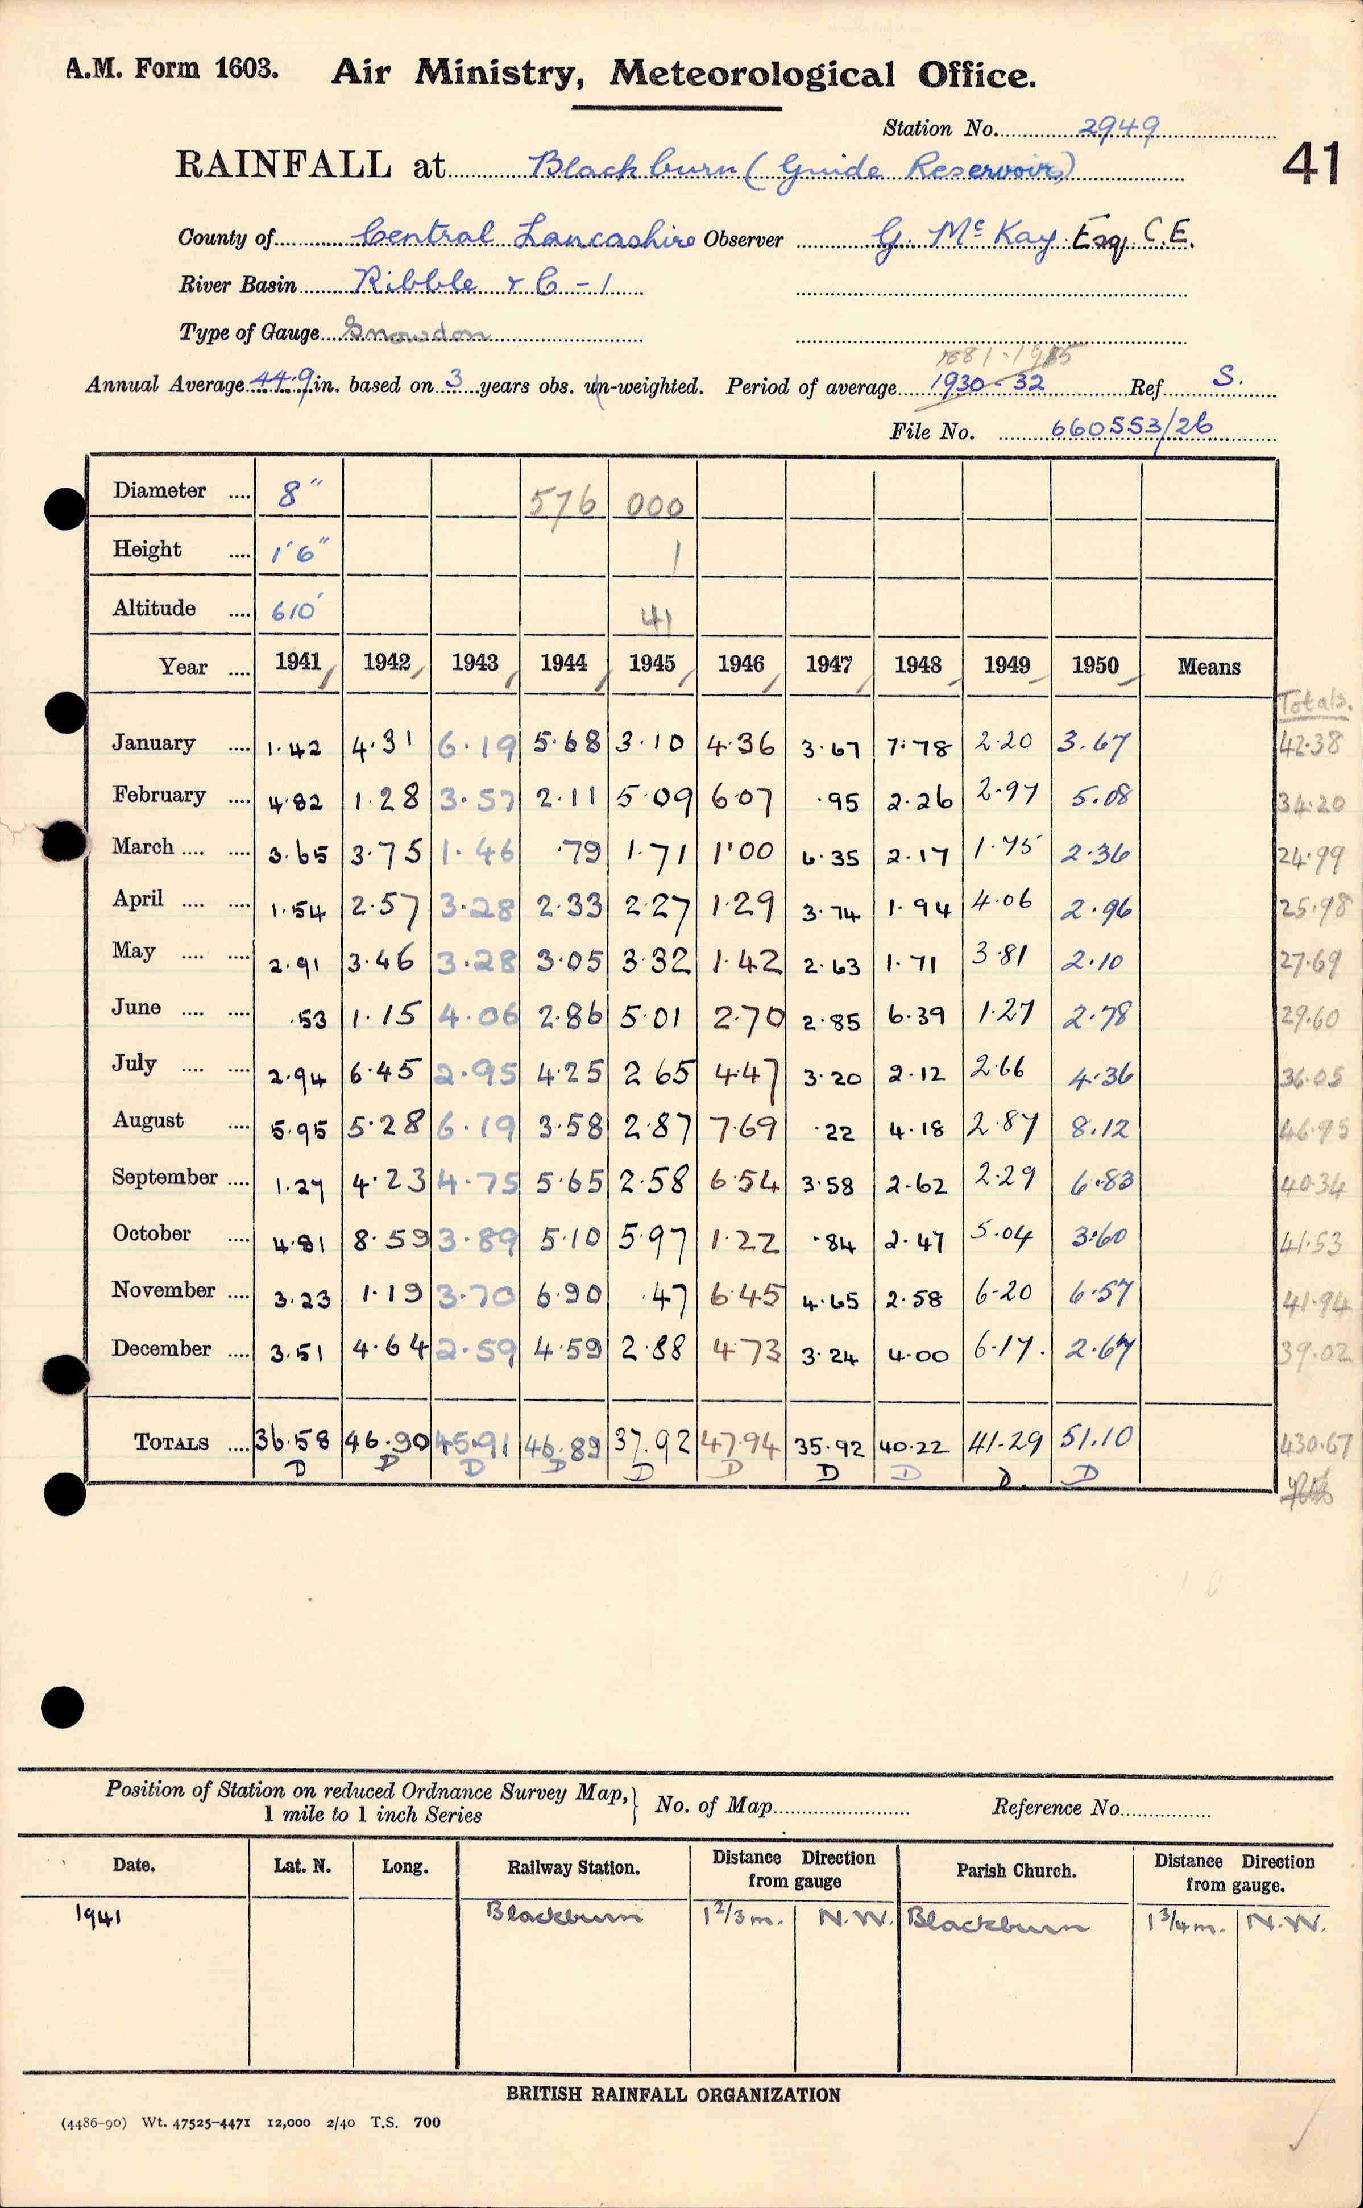 A.M. Form 1603. Air Ministry, Meteorological Office.
Station No. 2949
41
RAINFALL at Blackburn (Guide Reservoir)
County of Central Lancashire Observer G. McKay Esq. C.E.
River Basin Ribble & C - 1
Type of Gauge Snowdon
1881-1915
Annual Average 44.9 in. based on 3 years obs. un-weighted. Period of average 1930-32 Ref S.
File No. 660553/26
Diameter .... 8" 576 000
Height .... 1'6" 1
Altitude .... 610' 41
Year .... 1941 1942 1943 1944 1945 1946 1947 1948 1949 1950 Means
Totals.
January .... 1.42 4.31 6.19 5.68 3.10 4.36 3.67 7.78 2.20 3.67 42.38
February .... 4.82 1.28 3.57 2.11 5.09 6.07 .95 2.26 2.97 5.08 34.20
March .... .... 3.65 3.75 1.46 .79 1.71 1.00 6.35 2.17 1.75 2.36 24.99
April .... .... 1.54 2.57 3.28 2.33 2.27 1.29 3.74 1.94 4.06 2.96 25.98
May .... .... 2.91 3.46 3.28 3.05 3.32 1.42 2.63 1.71 3.81 2.10 27.69
June .... .... .53 1.15 4.06 2.86 5.01 2.70 2.85 6.39 1.27 2.78 29.60
July .... .... 2.94 6.45 2.95 4.25 2.65 4.47 3.20 2.12 2.66 4.36 36.05
August .... 5.95 5.28 6.19 3.58 2.87 7.69 .22 4.18 2.87 8.12 46.95
September .... 1.27 4.23 4.75 5.65 2.58 6.54 3.58 2.62 2.29 6.83 40.34
October .... 4.81 8.59 3.89 5.10 5.97 1.22 .84 2.47 5.04 3.60 41.53
November .... 3.23 1.19 3.70 6.90 .47 6.45 4.65 2.58 6.20 6.57 41.94
December .... 3.51 4.64 2.59 4.59 2.88 4.73 3.24 4.00 6.17. 2.67 39.02
TOTALS .... 36.58 46.90 45.91 46.89 37.92 47.94 35.92 40.22 41.29 51.10 430.67
D D D D D D D D D. D
Position of Station on reduced Ordnance Survey Map, } No. of Map Reference No.
1 mile to 1 inch Series
Date. Lat. N. Long. Railway Station. Distance Direction from gauge Parish Church. Distance Direction from gauge.
1941 Blackburn 1 2/3 m. N.W. Blackburn 1 3/4 m. N.W.
BRITISH RAINFALL ORGANIZATION
(4486-90) Wt. 47525-4471 12,000 2/40 T.S. 700